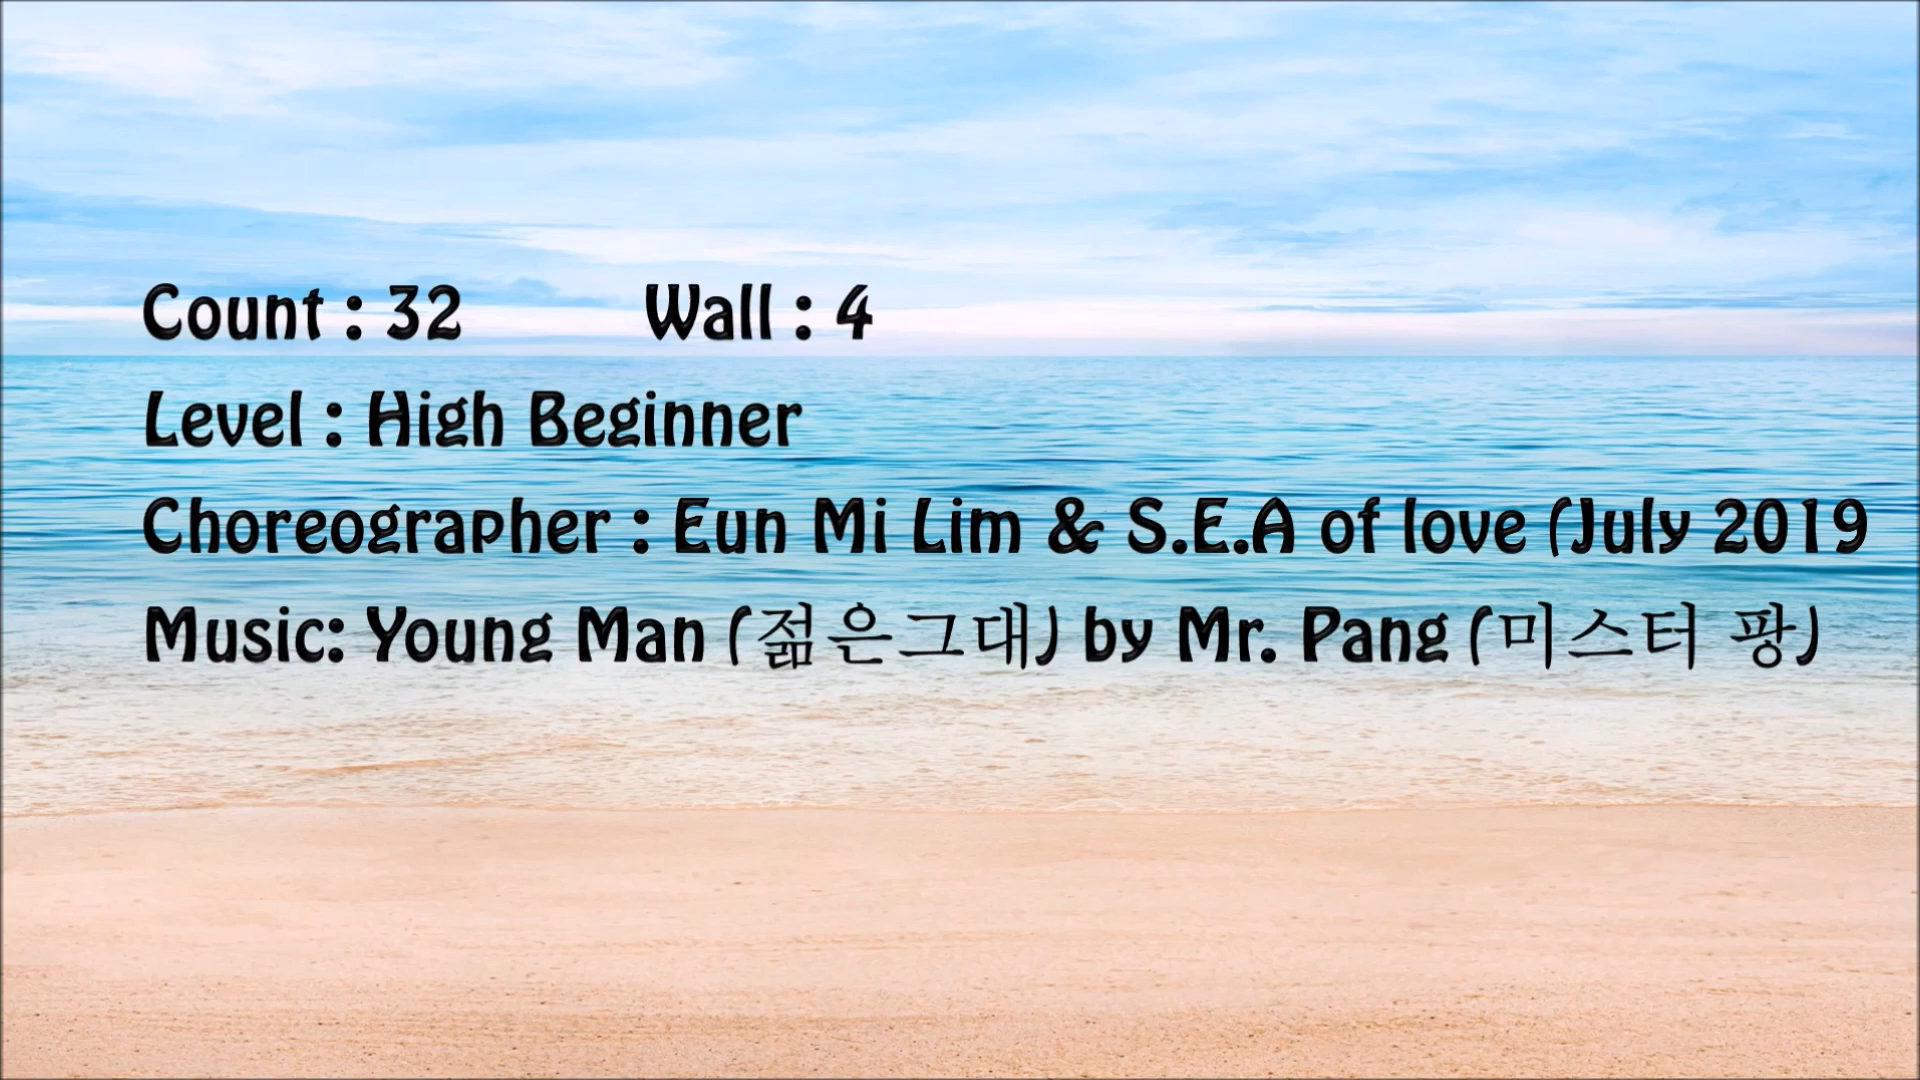 Count : 32 Wall : 4
Level : High Beginner
Choreographer : Eun Mi Lim & S.E.A of love (July 2019
Music: Young Man (젊은그대) by Mr. Pang (미스터 팡)